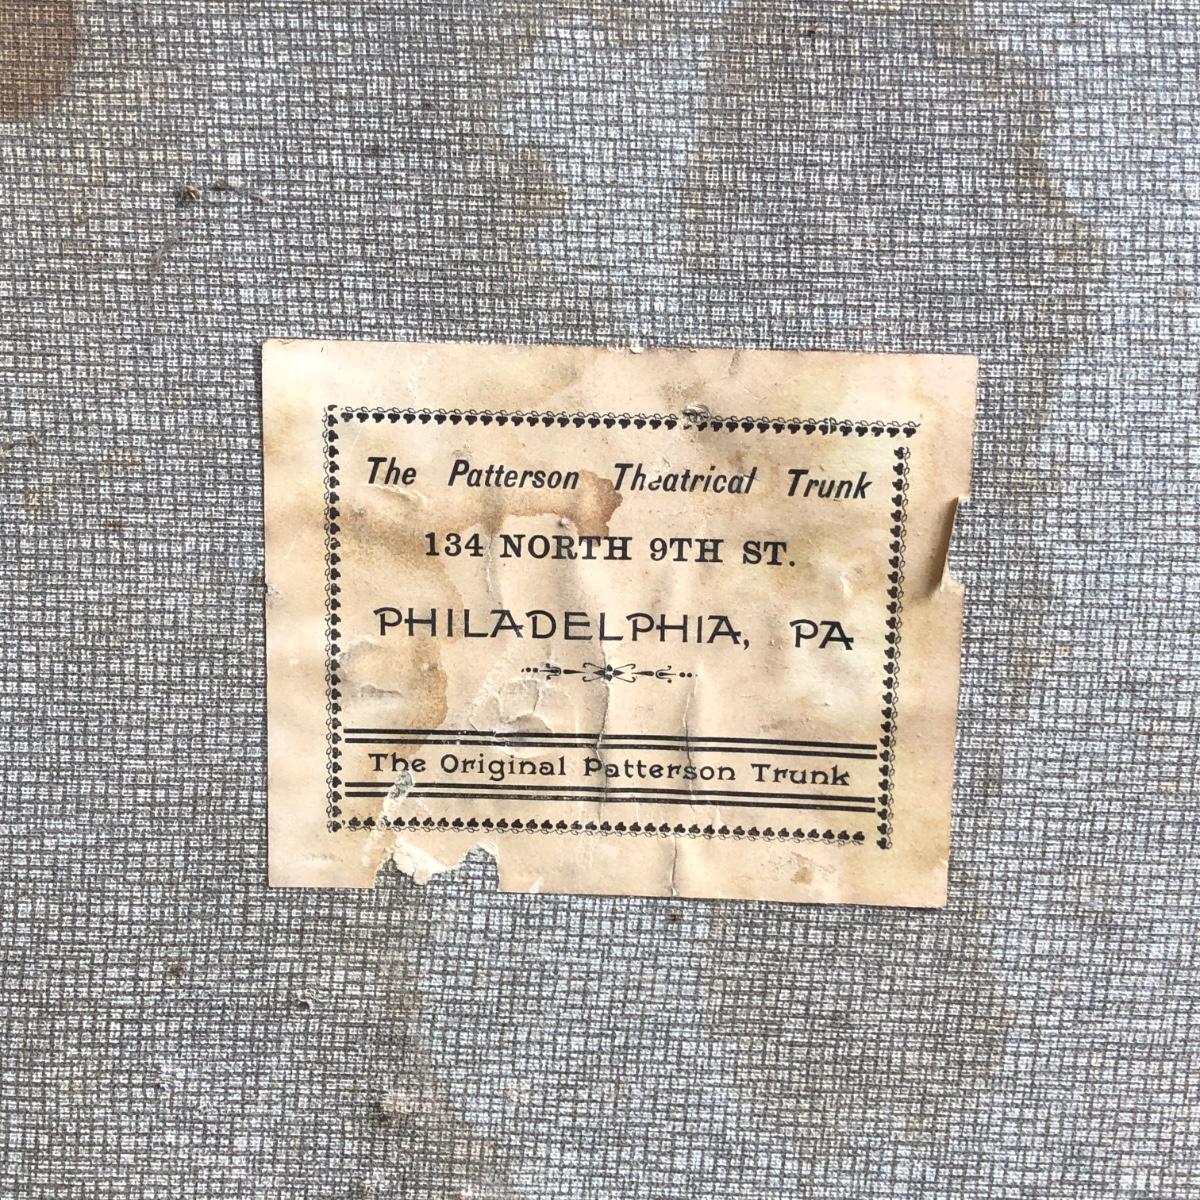 The Patterson Theatrical Trunk
134 NORTH 9TH ST.
PHILADELPHIA, PA
The Original Patterson Trunk